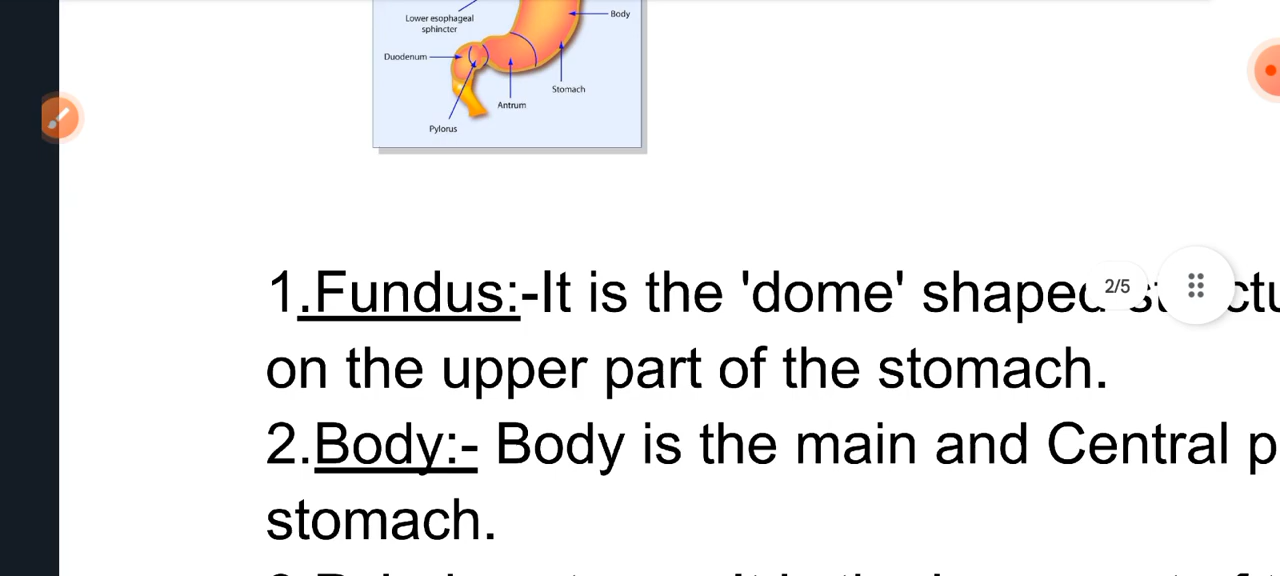 Lower esophageal
sphincter
Body
Duodenum
Stomach
Antrum
Pylorus
1.Fundus:-It is the 'dome' shaped
2/5
on the upper part of the stomach.
2.Body:- Body is the main and Central p
stomach.